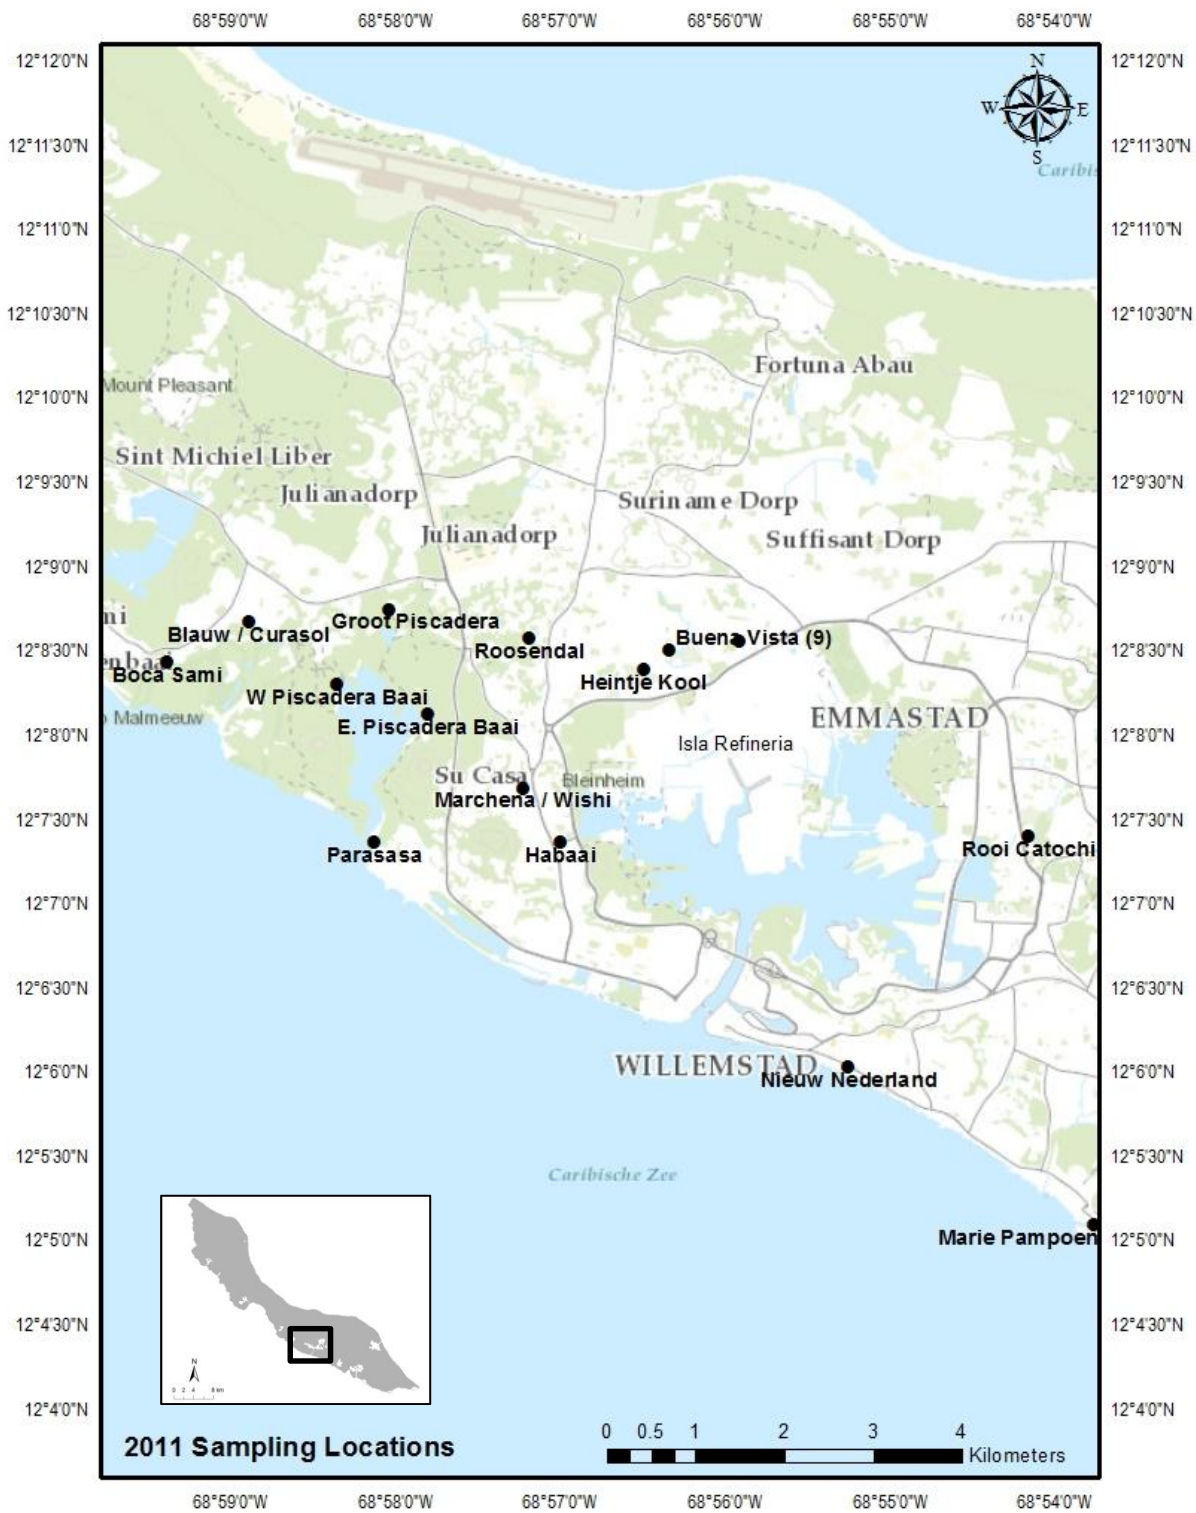 68°59'0"W 68°58'0"W 68°57'0"W 68°56'0"W 68°55'0"W 68°54'0"W
12°12'0"N 12°12'0"N
N
W E
S
12°11'30"N 12°11'30"N
Caribis
12°11'0"N 12°11'0"N
12°10'30"N 12°10'30"N
Fortuna Abau
Mount Pleasant
12°10'0"N 12°10'0"N
Sint Michiel Liber
12°9'30"N 12°9'30"N
Julianadorp
Suriname Dorp
Julianadorp
Suffisant Dorp
12°9'0"N 12°9'0"N
ni
Groot Piscadera
Blauw / Curasol
Buena Vista (9)
Roosendal
12°8'30"N 12°8'30"N
enbaai
Boca Sami
Heintje Kool
W Piscadera Baai
Malmeeuw
EMMASTAD
E. Piscadera Baai
12°8'0"N 12°8'0"N
Isla Refineria
Su Casa
Bleinheim
Marchena / Wishi
12°7'30"N 12°7'30"N
Rooi Catochi
Parasasa
Habaai
12°7'0"N 12°7'0"N
12°6'30"N 12°6'30"N
WILLEMSTAD
12°6'0"N 12°6'0"N
Nieuw Nederland
12°5'30"N 12°5'30"N
Caribische Zee
Marie Pampoen
12°5'0"N 12°5'0"N
12°4'30"N 12°4'30"N
N
0 2 4 8 km
12°4'0"N 12°4'0"N
2011 Sampling Locations
0 0.5 1 2 3 4
Kilometers
68°59'0"W 68°58'0"W 68°57'0"W 68°56'0"W 68°55'0"W 68°54'0"W